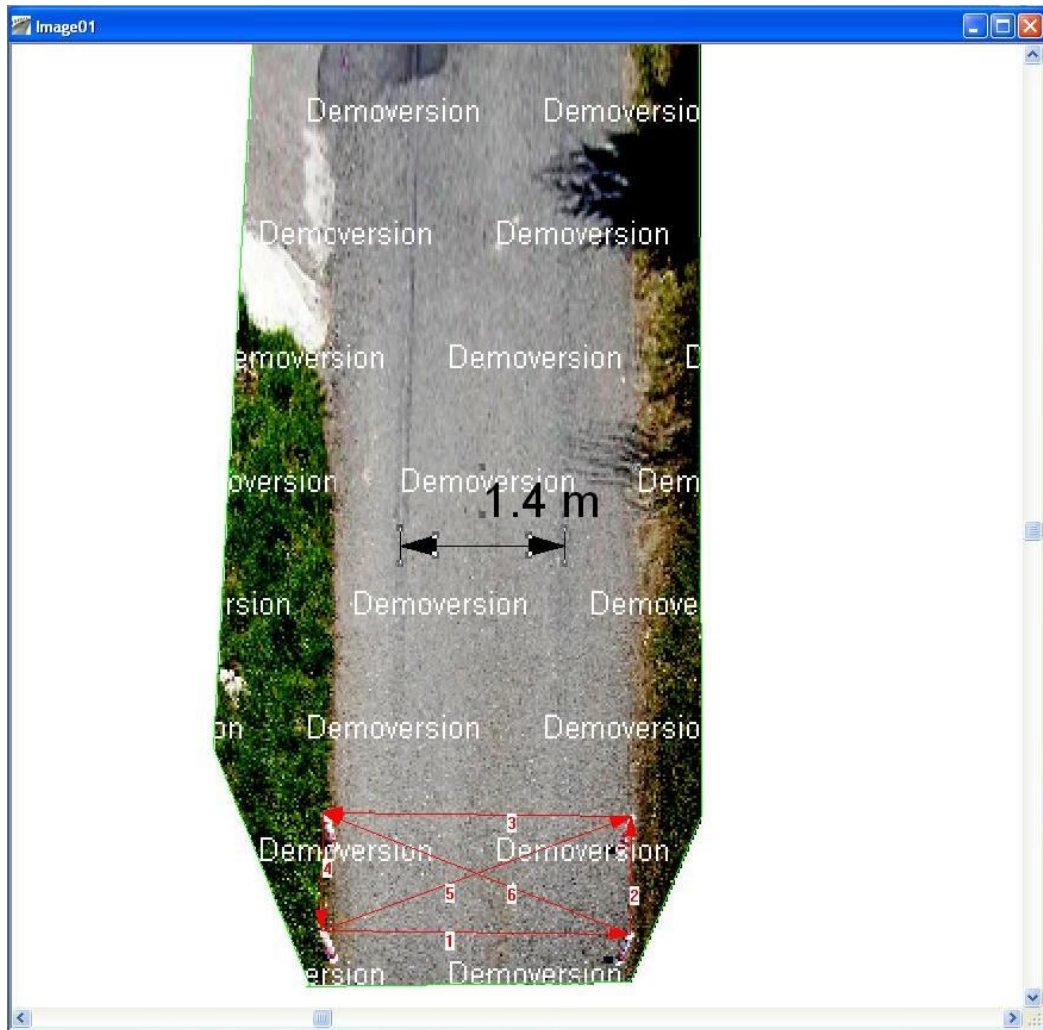 Image01
Demoversion Demoversio
Demoversion Demoversion
emoversion Demoversion D
oversion Demoversion Dem
1.4 m
rsion Demoversion Demove
on Demoversion Demoversio
3
Demoversion Demoversion
4 5 6 2
1
ersion Demoversion